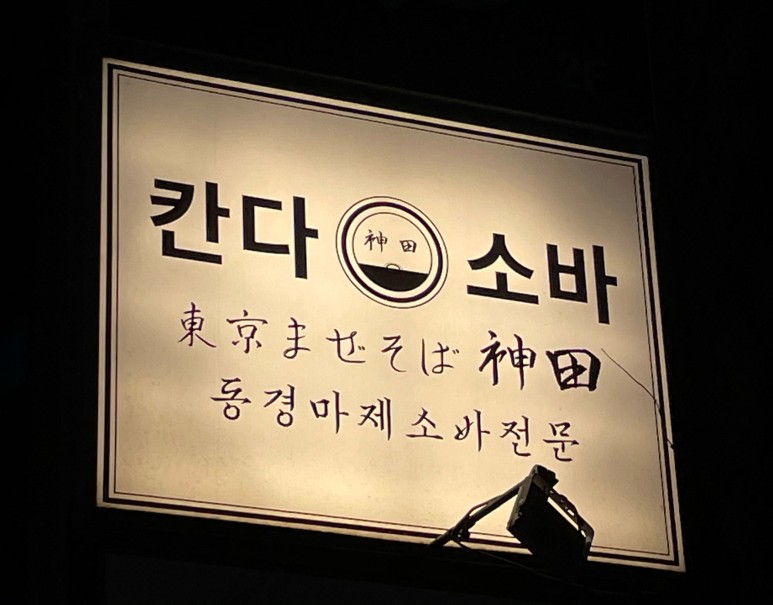 칸다 神田 소바
東京まぜそば 神田
동경마제소바전문